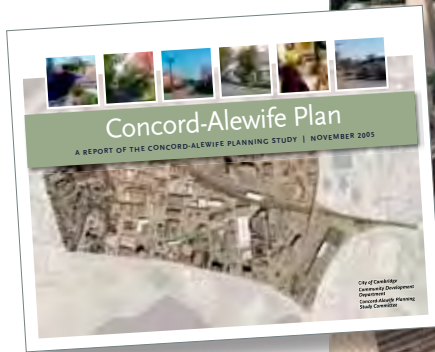 Concord-Alewife Plan
A REPORT OF THE CONCORD-ALEWIFE PLANNING STUDY | NOVEMBER 2005
City of Cambridge
Community Development
Department
Concord-Alewife Planning
Study Committee